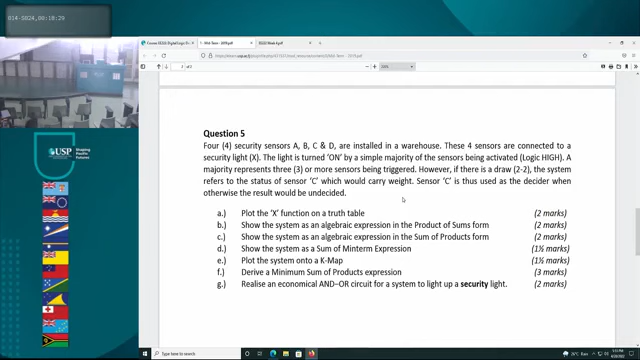 Question 5
Four (4) security sensors A, B, C & D, are installed in a warehouse. These 4 sensors are connected to a
security light (X). The light is turned 'ON' by a simple majority of the sensors being activated (Logic HIGH). A
majority represents three (3) or more sensors being triggered. However, if there is a draw (2-2), the system
refers to the status of sensor 'C' which would carry weight. Sensor 'C' is thus used as the decider when
otherwise the result would be undecided.
a.) Plot the 'X' function on a truth table (2 marks)
b.) Show the system as an algebraic expression in the Product of Sums form (2 marks)
c.) Show the system as an algebraic expression in the Sum of Products form (2 marks)
d.) Show the system as a Sum of Minterm Expression (1½ marks)
e.) Plot the system onto a K-Map (1½ marks)
f.) Derive a Minimum Sum of Products expression (3 marks)
g.) Realise an economical AND–OR circuit for a system to light up a security light. (2 marks)
USP
Shaping
Pacific
Futures
Type here to search